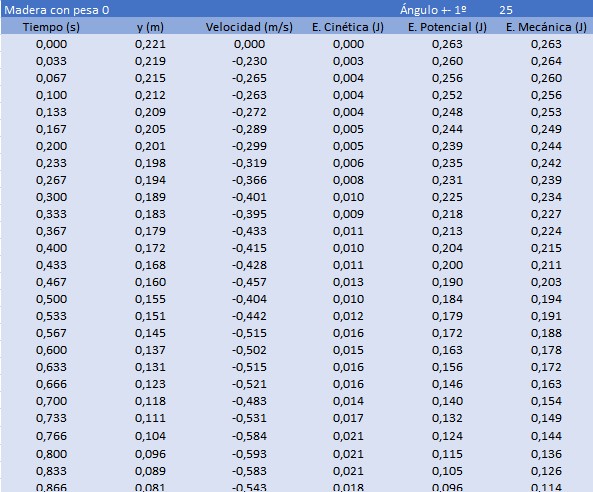 Madera con pesa 0 Ángulo +- 1º 25
Tiempo (s) y (m) Velocidad (m/s) E. Cinética (J) E. Potencial (J) E. Mecánica (J)
0,000 0,221 0,000 0,000 0,263 0,263
0,033 0,219 -0,230 0,003 0,260 0,264
0,067 0,215 -0,265 0,004 0,256 0,260
0,100 0,212 -0,263 0,004 0,252 0,256
0,133 0,209 -0,272 0,004 0,248 0,253
0,167 0,205 -0,289 0,005 0,244 0,249
0,200 0,201 -0,299 0,005 0,239 0,244
0,233 0,198 -0,319 0,006 0,235 0,242
0,267 0,194 -0,366 0,008 0,231 0,239
0,300 0,189 -0,401 0,010 0,225 0,234
0,333 0,183 -0,395 0,009 0,218 0,227
0,367 0,179 -0,433 0,011 0,213 0,224
0,400 0,172 -0,415 0,010 0,204 0,215
0,433 0,168 -0,428 0,011 0,200 0,211
0,467 0,160 -0,457 0,013 0,190 0,203
0,500 0,155 -0,404 0,010 0,184 0,194
0,533 0,151 -0,442 0,012 0,179 0,191
0,567 0,145 -0,515 0,016 0,172 0,188
0,600 0,137 -0,502 0,015 0,163 0,178
0,633 0,131 -0,515 0,016 0,156 0,172
0,666 0,123 -0,521 0,016 0,146 0,163
0,700 0,118 -0,483 0,014 0,140 0,154
0,733 0,111 -0,531 0,017 0,132 0,149
0,766 0,104 -0,584 0,021 0,124 0,144
0,800 0,096 -0,593 0,021 0,115 0,136
0,833 0,089 -0,583 0,021 0,105 0,126
0,866 0,081 -0,543 0,018 0,096 0,114